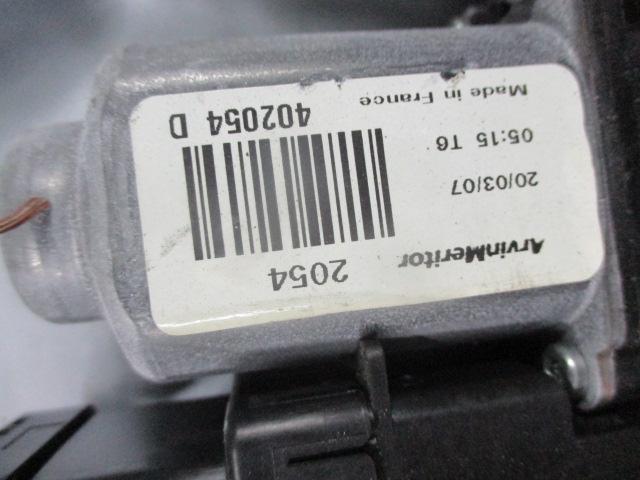 ArvinMeritor
2054
20/03/07
05:15 T6
Made in France
402054 D